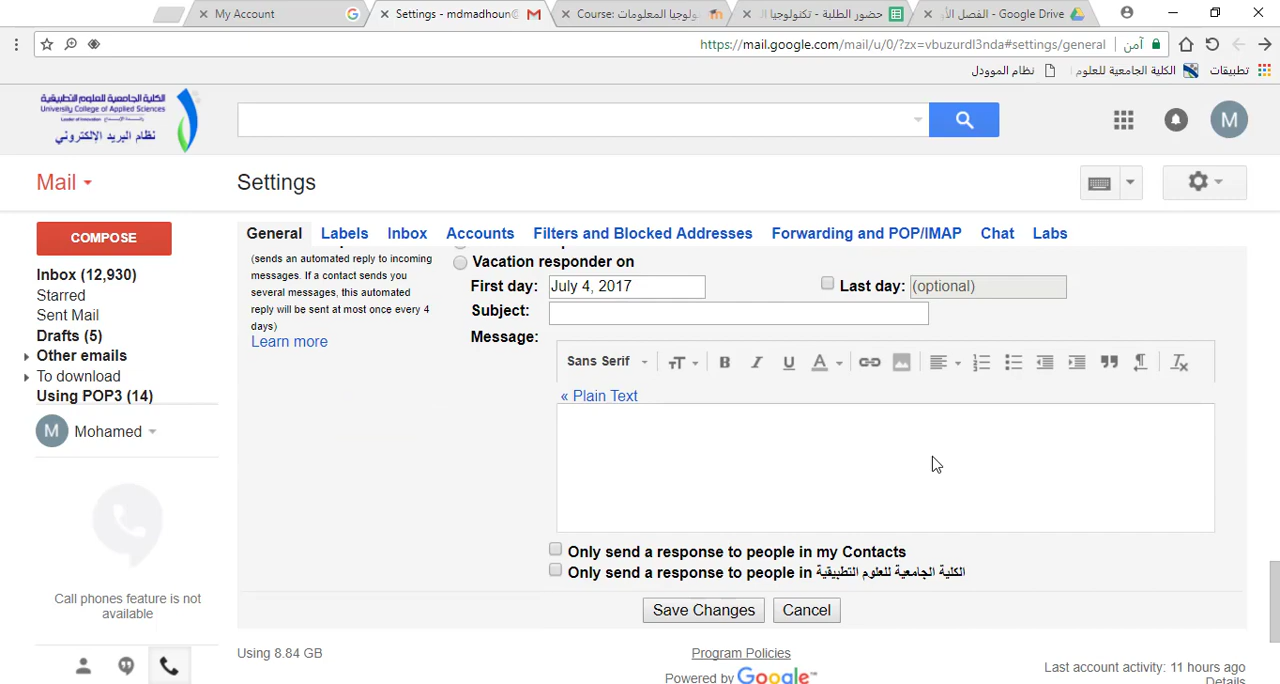 My Account
Settings - mdmadhoun@
Course: تكنولوجيا المعلومات
حضور الطلبة - تكنولوجيا
الفصل الأو - Google Drive
https://mail.google.com/mail/u/0/?zx=vbuzurdl3nda#settings/general
آمن
نظام الموودل
الكلية الجامعية للعلوم ا
تطبيقات
الكلية الجامعية للعلوم التطبيقية
University College of Applied Sciences
نظام البريد الإلكتروني
M
Mail
Settings
COMPOSE
General
Labels
Inbox
Accounts
Filters and Blocked Addresses
Forwarding and POP/IMAP
Chat
Labs
Inbox (12,930)
Starred
Sent Mail
Drafts (5)
Other emails
To download
Using POP3 (14)
M Mohamed
Call phones feature is not
available
(sends an automated reply to incoming
messages. If a contact sends you
several messages, this automated
reply will be sent at most once every 4
days)
Learn more
Vacation responder on
First day: July 4, 2017
Last day: (optional)
Subject:
Message:
Sans Serif
« Plain Text
Only send a response to people in my Contacts
Only send a response to people in الكلية الجامعية للعلوم التطبيقية
Save Changes
Cancel
Using 8.84 GB
Program Policies
Powered by Google™
Last account activity: 11 hours ago
Details